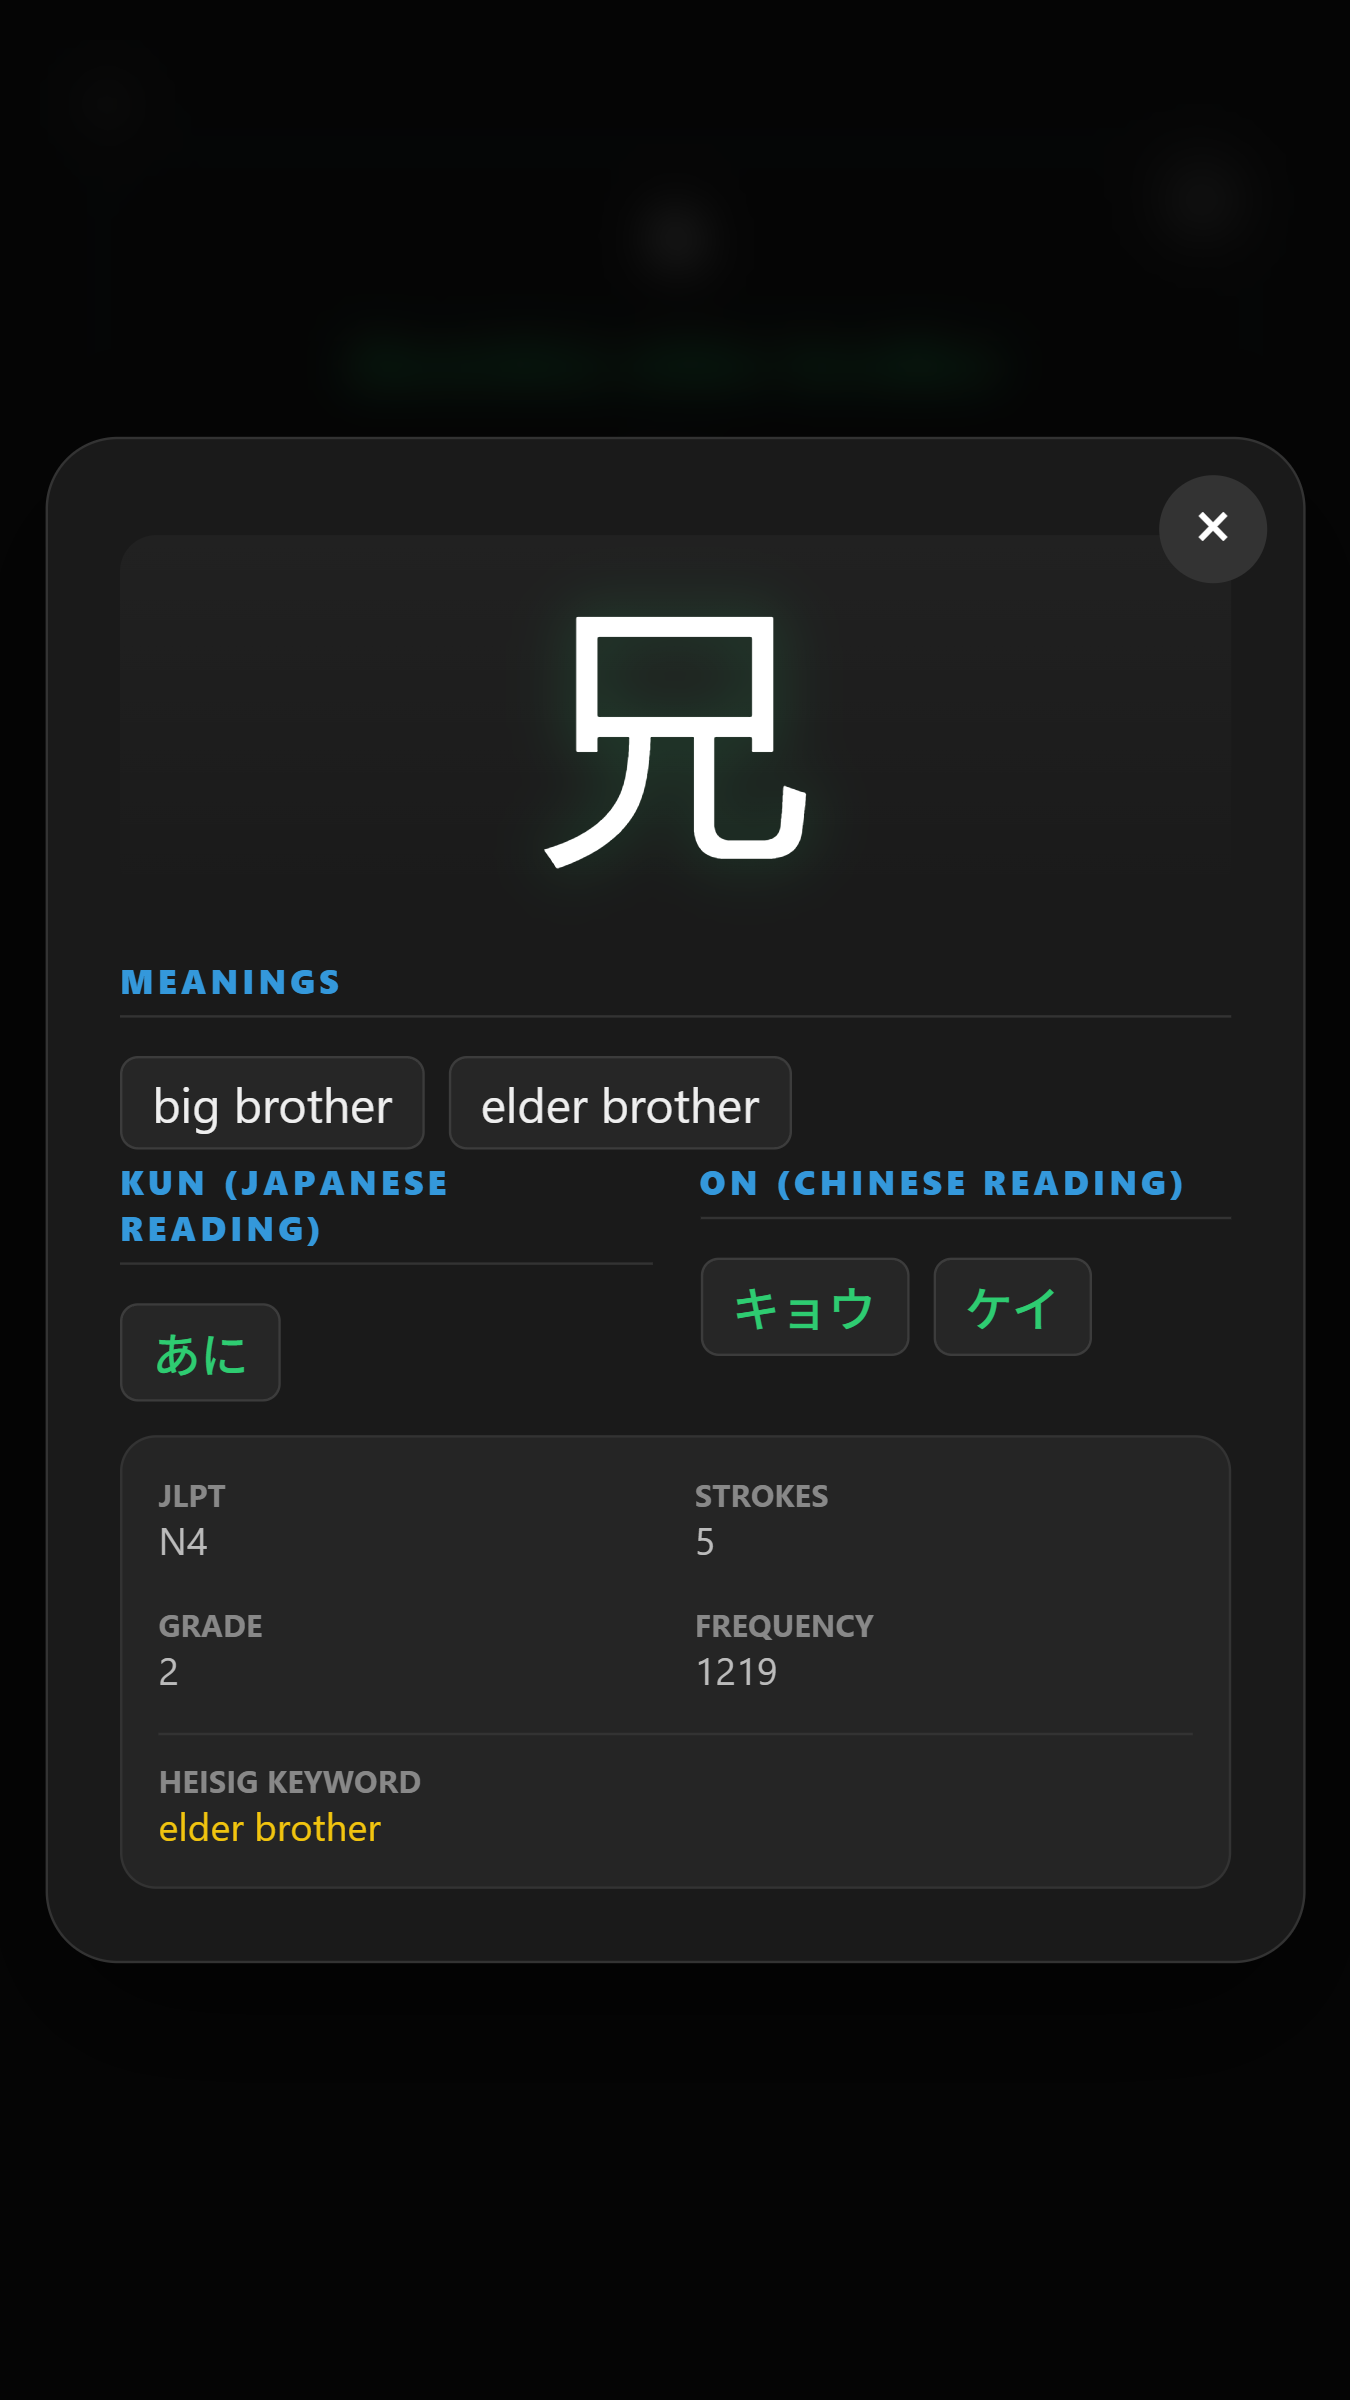 ×
兄
MEANINGS
big brother
elder brother
KUN (JAPANESE
READING)
あに
ON (CHINESE READING)
キョウ
ケイ
JLPT
N4
STROKES
5
GRADE
2
FREQUENCY
1219
HEISIG KEYWORD
elder brother